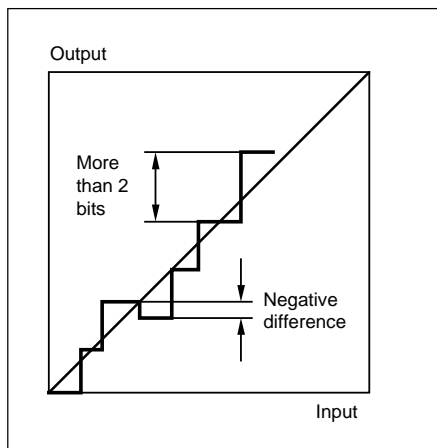 Output
More
than 2
bits
Negative
difference
Input